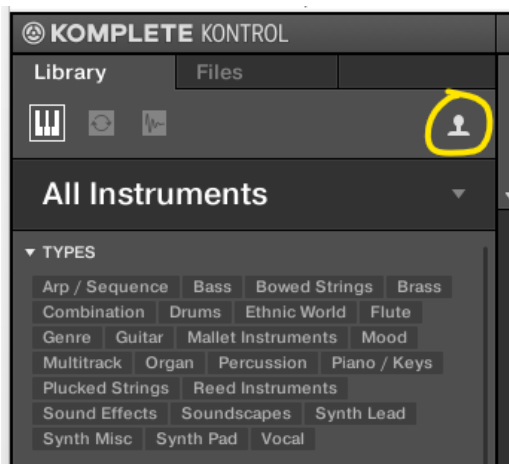 KOMPLETE KONTROL
Library Files
All Instruments
TYPES
Arp / Sequence Bass Bowed Strings Brass
Combination Drums Ethnic World Flute
Genre Guitar Mallet Instruments Mood
Multitrack Organ Percussion Piano / Keys
Plucked Strings Reed Instruments
Sound Effects Soundscapes Synth Lead
Synth Misc Synth Pad Vocal